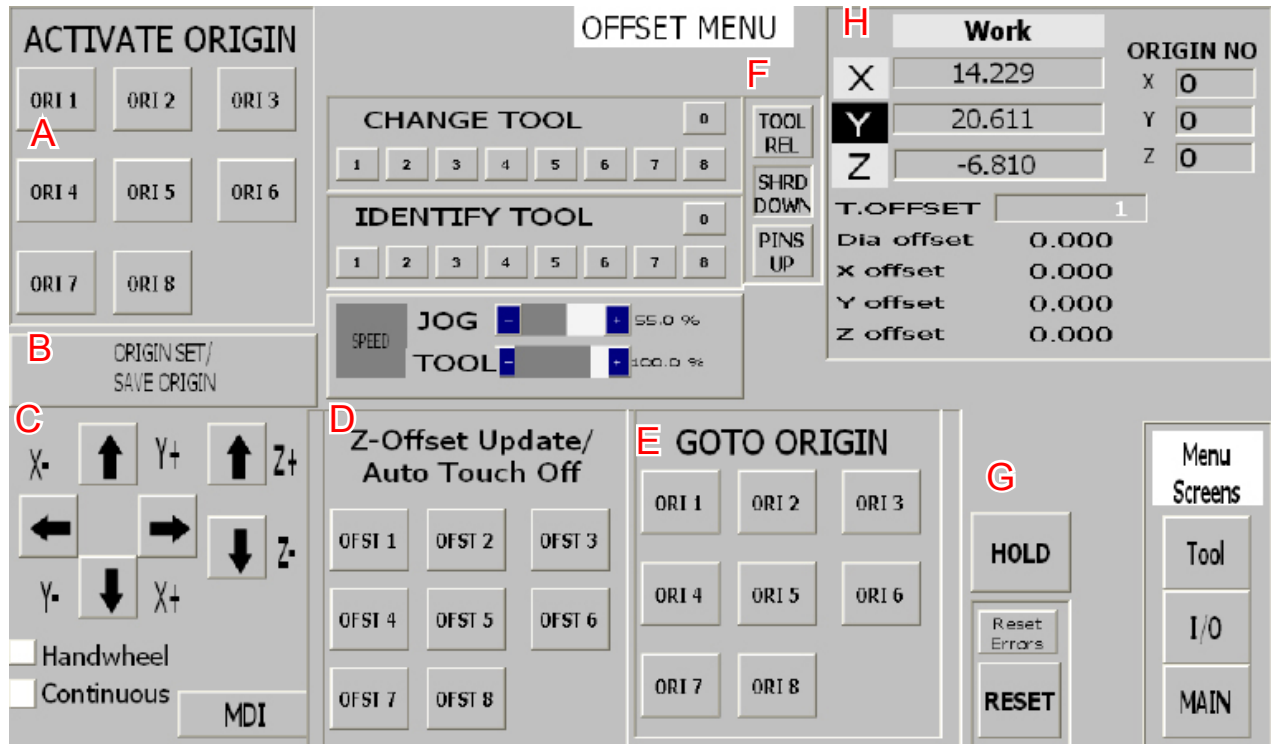 ACTIVATE ORIGIN
ORI 1 ORI 2 ORI 3
A
ORI 4 ORI 5 ORI 6
ORI 7 ORI 8
B
ORIGIN SET/
SAVE ORIGIN
C
X- Y+ Z+
Z-
Y- X+
Handwheel
Continuous
MDI
OFFSET MENU
CHANGE TOOL 0
1 2 3 4 5 6 7 8
IDENTIFY TOOL 0
1 2 3 4 5 6 7 8
SPEED
JOG - + 55.0 %
TOOL - + 100.0 %
F
TOOL
REL
SHRD
DOWN
PINS
UP
D
Z-Offset Update/
Auto Touch Off
OFST 1 OFST 2 OFST 3
OFST 4 OFST 5 OFST 6
OFST 7 OFST 8
E
GOTO ORIGIN
ORI 1 ORI 2 ORI 3
ORI 4 ORI 5 ORI 6
ORI 7 ORI 8
H
Work
ORIGIN NO
X 14.229 X 0
Y 20.611 Y 0
Z -6.810 Z 0
T.OFFSET 1
Dia offset 0.000
X offset 0.000
Y offset 0.000
Z offset 0.000
G
HOLD
Reset
Errors
RESET
Menu
Screens
Tool
I/O
MAIN